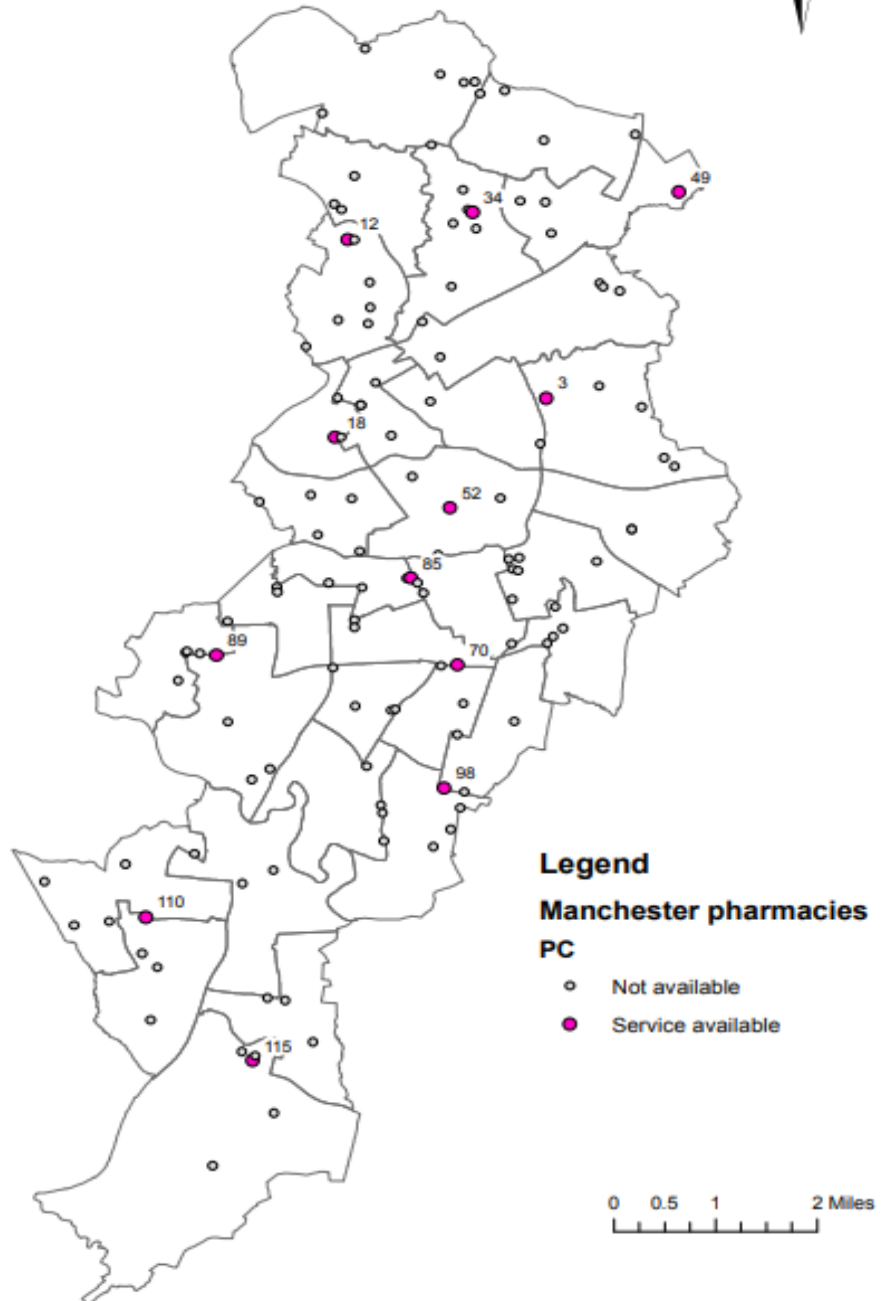 49
34
12
3
18
52
85
89
70
98
Legend
Manchester pharmacies
110
PC
Not available
Service available
115
0 0.5 1 2 Miles